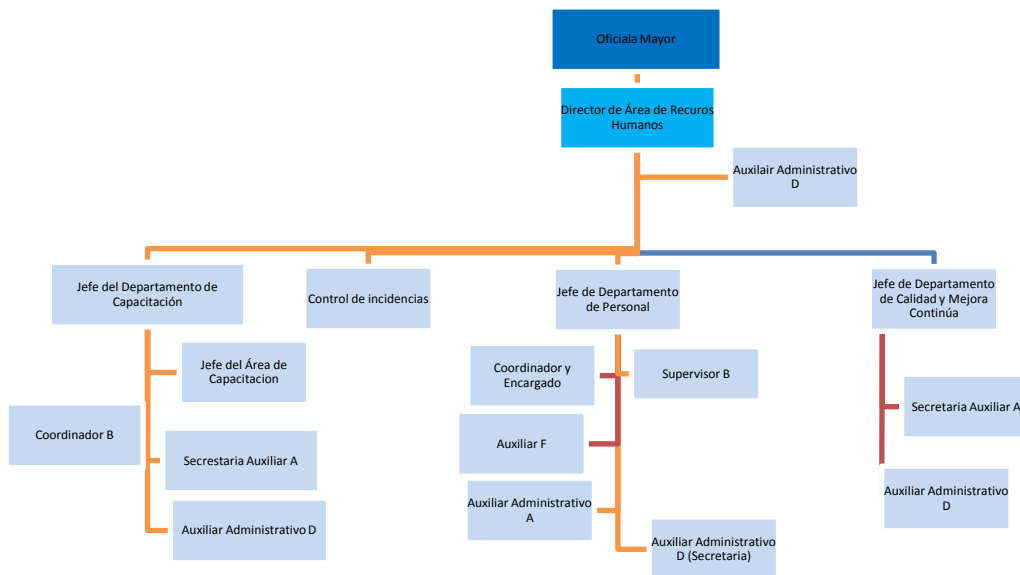 Oficiala Mayor
Director de Área de Recuros
Humanos
Auxilair Administrativo
D
Jefe del Departamento de
Capacitación
Control de incidencias
Jefe de Departamento
de Personal
Jefe de Departamento
de Calidad y Mejora
Continúa
Jefe del Área de
Capacitacion
Coordinador B
Secrestaria Auxiliar A
Auxiliar Administrativo D
Coordinador y
Encargado
Supervisor B
Auxiliar F
Auxiliar Administrativo
A
Auxiliar Administrativo
D (Secretaria)
Secretaria Auxiliar A
Auxiliar Administrativo
D